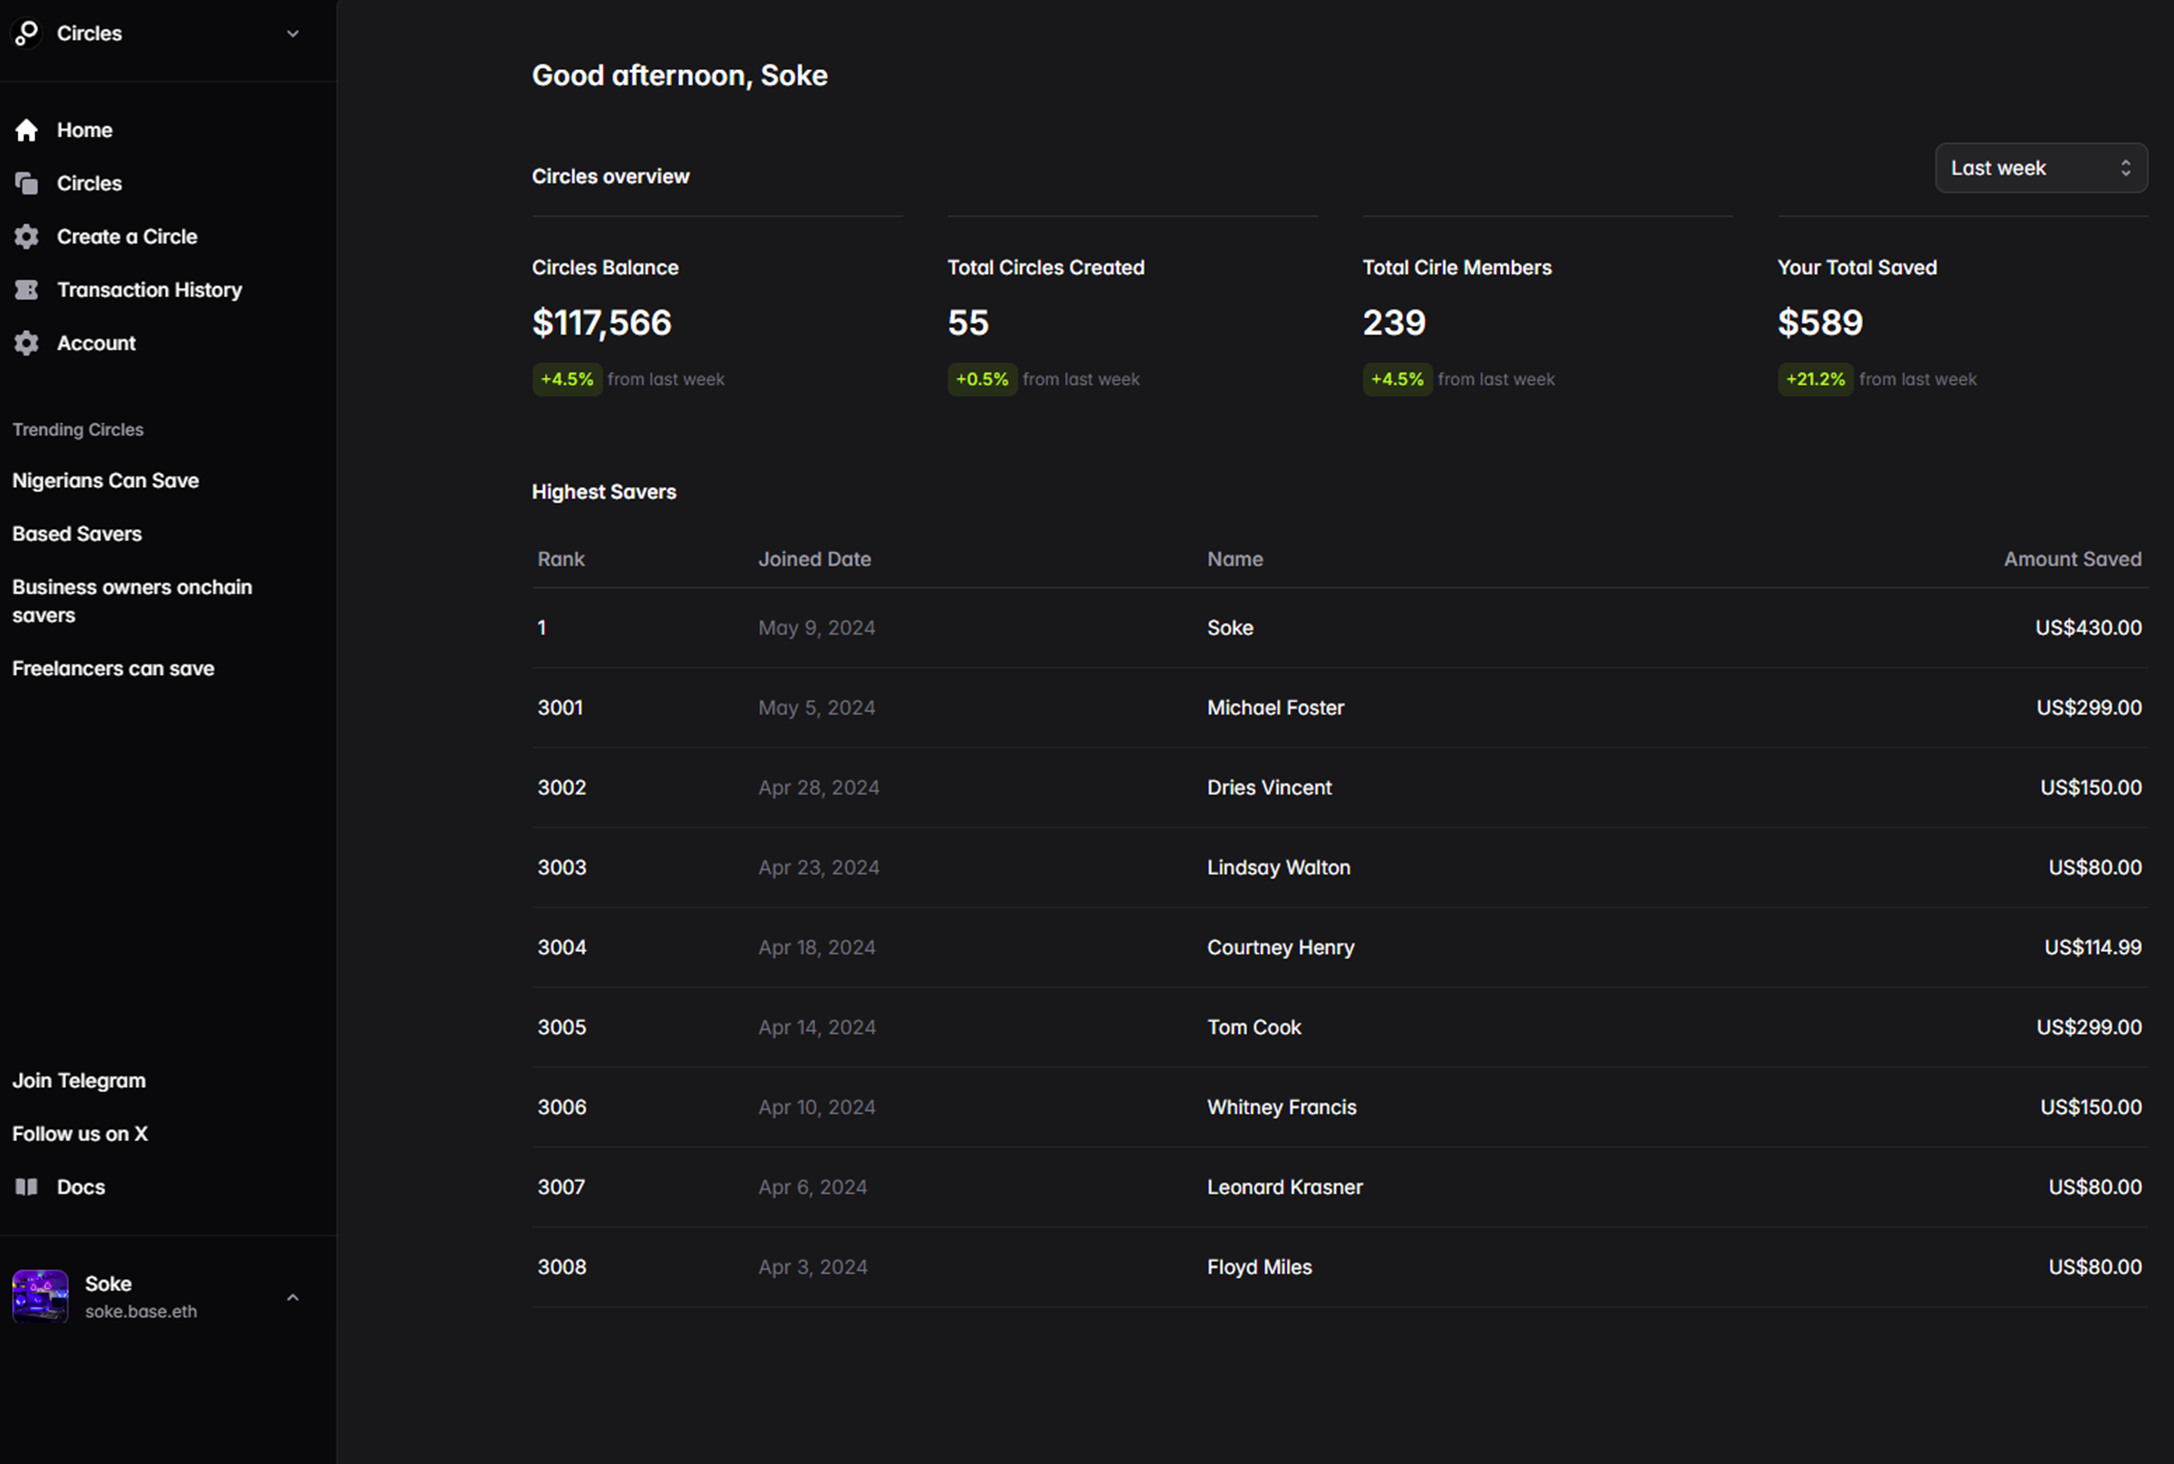 Circles
Home
Circles
Create a Circle
Transaction History
Account
Trending Circles
Nigerians Can Save
Based Savers
Business owners onchain
savers
Freelancers can save
Join Telegram
Follow us on X
Docs
Soke
soke.base.eth
Good afternoon, Soke
Circles overview
Last week
Circles Balance
$117,566
+4.5% from last week
Total Circles Created
55
+0.5% from last week
Total Cirle Members
239
+4.5% from last week
Your Total Saved
$589
+21.2% from last week
Highest Savers
Rank Joined Date Name Amount Saved
1 May 9, 2024 Soke US$430.00
3001 May 5, 2024 Michael Foster US$299.00
3002 Apr 28, 2024 Dries Vincent US$150.00
3003 Apr 23, 2024 Lindsay Walton US$80.00
3004 Apr 18, 2024 Courtney Henry US$114.99
3005 Apr 14, 2024 Tom Cook US$299.00
3006 Apr 10, 2024 Whitney Francis US$150.00
3007 Apr 6, 2024 Leonard Krasner US$80.00
3008 Apr 3, 2024 Floyd Miles US$80.00